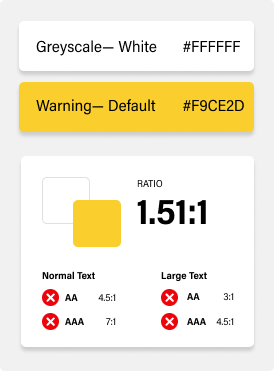 Greyscale— White #FFFFFF
Warning— Default #F9CE2D
RATIO
1.51:1
Normal Text Large Text
AA 4.5:1 AA 3:1
AAA 7:1 AAA 4.5:1